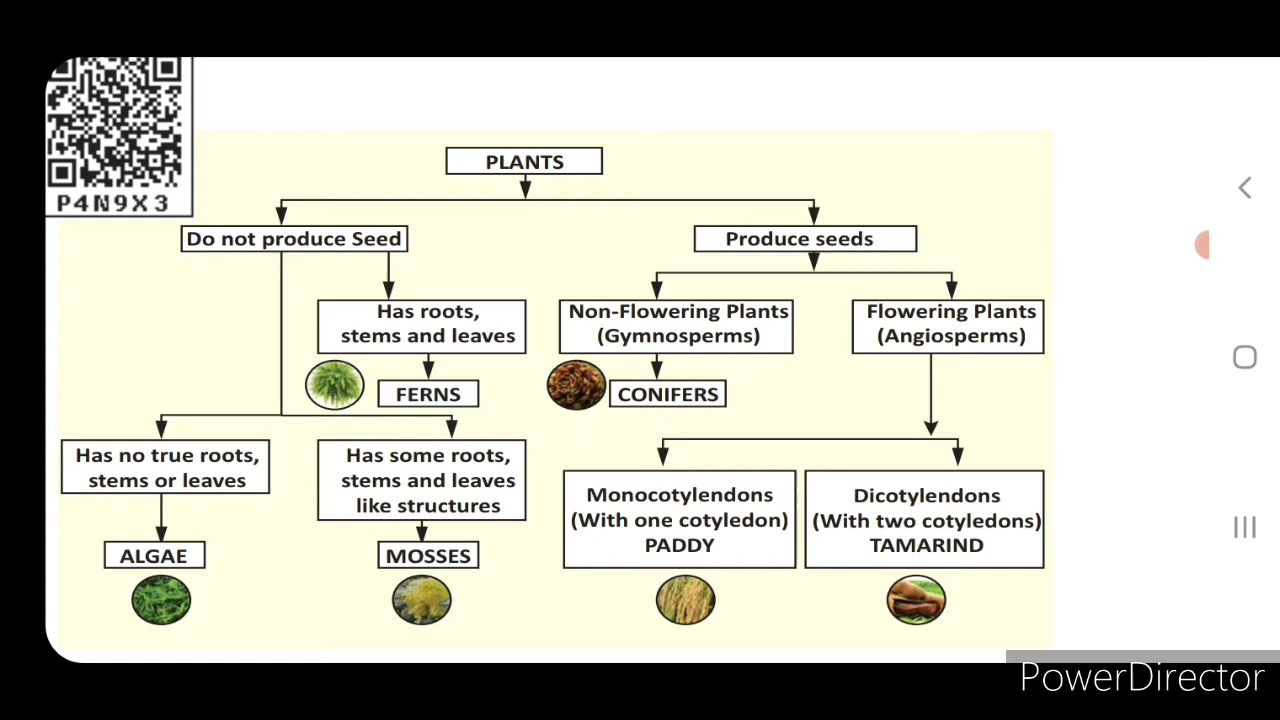 P4N9X3
PLANTS
Do not produce Seed
Produce seeds
Has roots,
stems and leaves
Non-Flowering Plants
(Gymnosperms)
Flowering Plants
(Angiosperms)
FERNS
CONIFERS
Has no true roots,
stems or leaves
Has some roots,
stems and leaves
like structures
Monocotylendons
(With one cotyledon)
PADDY
Dicotylendons
(With two cotyledons)
TAMARIND
ALGAE
MOSSES
PowerDirector